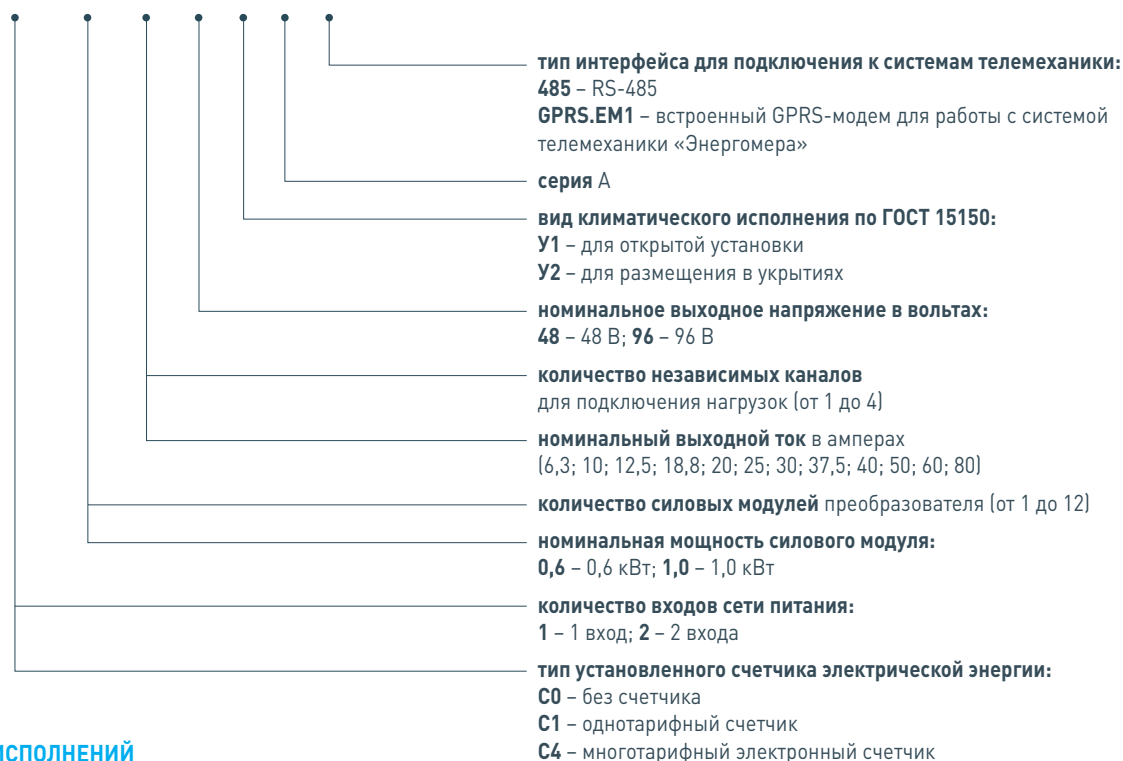 тип интерфейса для подключения к системам телемеханики:
485 – RS-485
GPRS.EM1 – встроенный GPRS-модем для работы с системой
телемеханики «Энергомера»
серия А
вид климатического исполнения по ГОСТ 15150:
У1 – для открытой установки
У2 – для размещения в укрытиях
номинальное выходное напряжение в вольтах:
48 – 48 В; 96 – 96 В
количество независимых каналов
для подключения нагрузок (от 1 до 4)
номинальный выходной ток в амперах
(6,3; 10; 12,5; 18,8; 20; 25; 30; 37,5; 40; 50; 60; 80)
количество силовых модулей преобразователя (от 1 до 12)
номинальная мощность силового модуля:
0,6 – 0,6 кВт; 1,0 – 1,0 кВт
количество входов сети питания:
1 – 1 вход; 2 – 2 входа
тип установленного счетчика электрической энергии:
С0 – без счетчика
С1 – однотарифный счетчик
С4 – многотарифный электронный счетчик
ИСПОЛНЕНИЙ